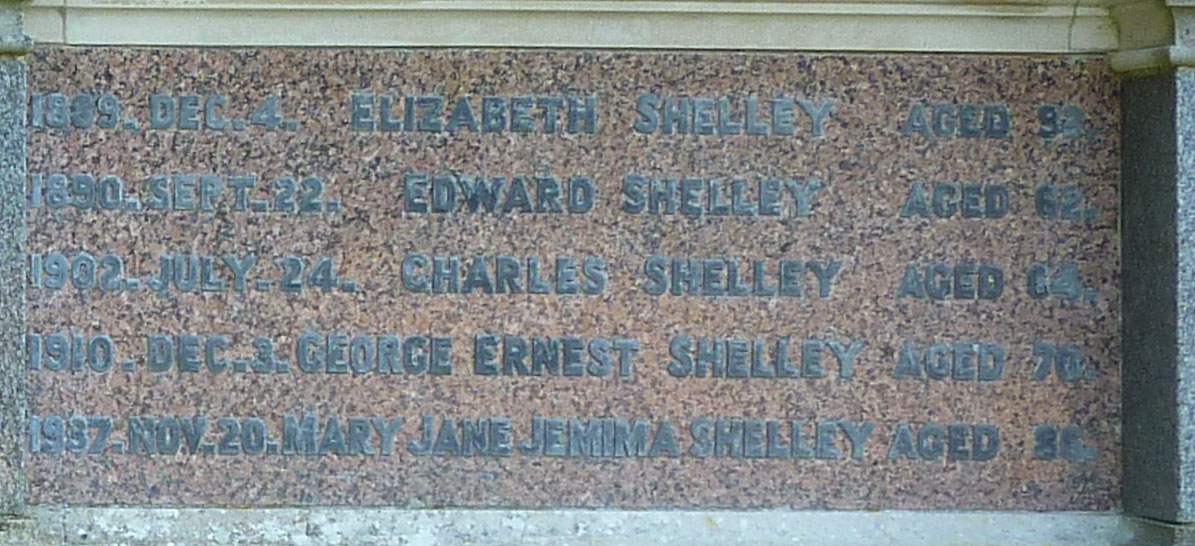 1889. DEC. 4. ELIZABETH SHELLEY AGED 93.
1890. SEPT. 22. EDWARD SHELLEY AGED 62.
1902. JULY. 24. CHARLES SHELLEY AGED 64.
1910. DEC. 3. GEORGE ERNEST SHELLEY AGED 70.
1937. NOV. 20. MARY JANE JEMIMA SHELLEY AGED